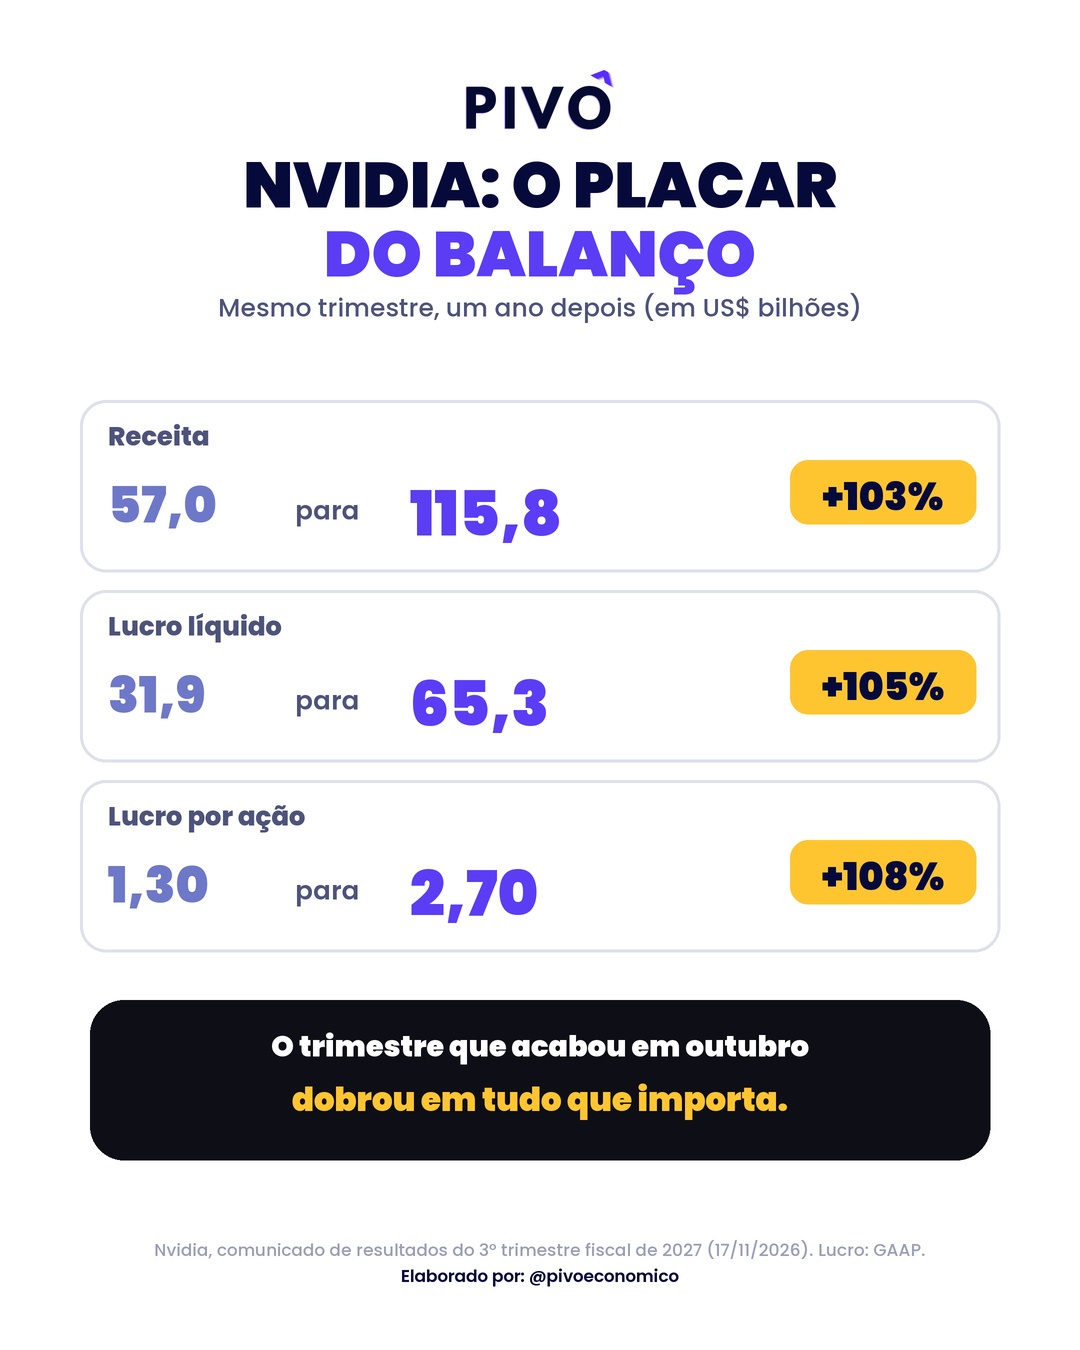 PIVÔ
NVIDIA: O PLACAR
DO BALANÇO
Mesmo trimestre, um ano depois (em US$ bilhões)
Receita
57,0 para 115,8 +103%
Lucro líquido
31,9 para 65,3 +105%
Lucro por ação
1,30 para 2,70 +108%
O trimestre que acabou em outubro
dobrou em tudo que importa.
Nvidia, comunicado de resultados do 3º trimestre fiscal de 2027 (17/11/2026). Lucro: GAAP.
Elaborado por: @pivoeconomico